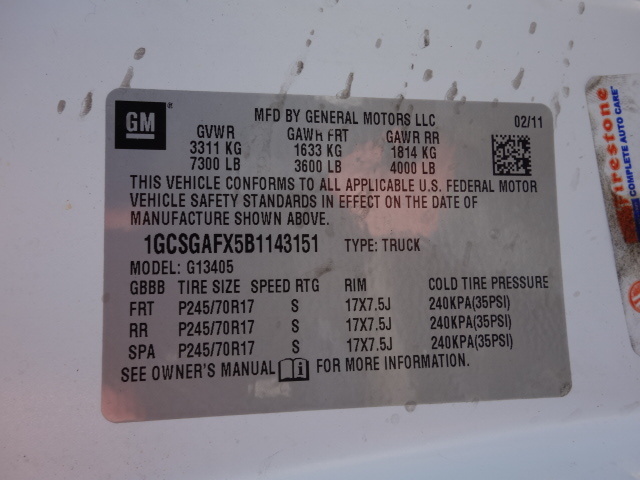 GM
MFD BY GENERAL MOTORS LLC 02/11
GVWR GAWR FRT GAWR RR
3311 KG 1633 KG 1814 KG
7300 LB 3600 LB 4000 LB
THIS VEHICLE CONFORMS TO ALL APPLICABLE U.S. FEDERAL MOTOR
VEHICLE SAFETY STANDARDS IN EFFECT ON THE DATE OF
MANUFACTURE SHOWN ABOVE.
1GCSGAFX5B1143151 TYPE: TRUCK
MODEL: G13405
GBBB TIRE SIZE SPEED RTG RIM COLD TIRE PRESSURE
FRT P245/70R17 S 17X7.5J 240KPA(35PSI)
RR P245/70R17 S 17X7.5J 240KPA(35PSI)
SPA P245/70R17 S 17X7.5J 240KPA(35PSI)
SEE OWNER'S MANUAL FOR MORE INFORMATION.
Firestone
COMPLETE AUTO CARE